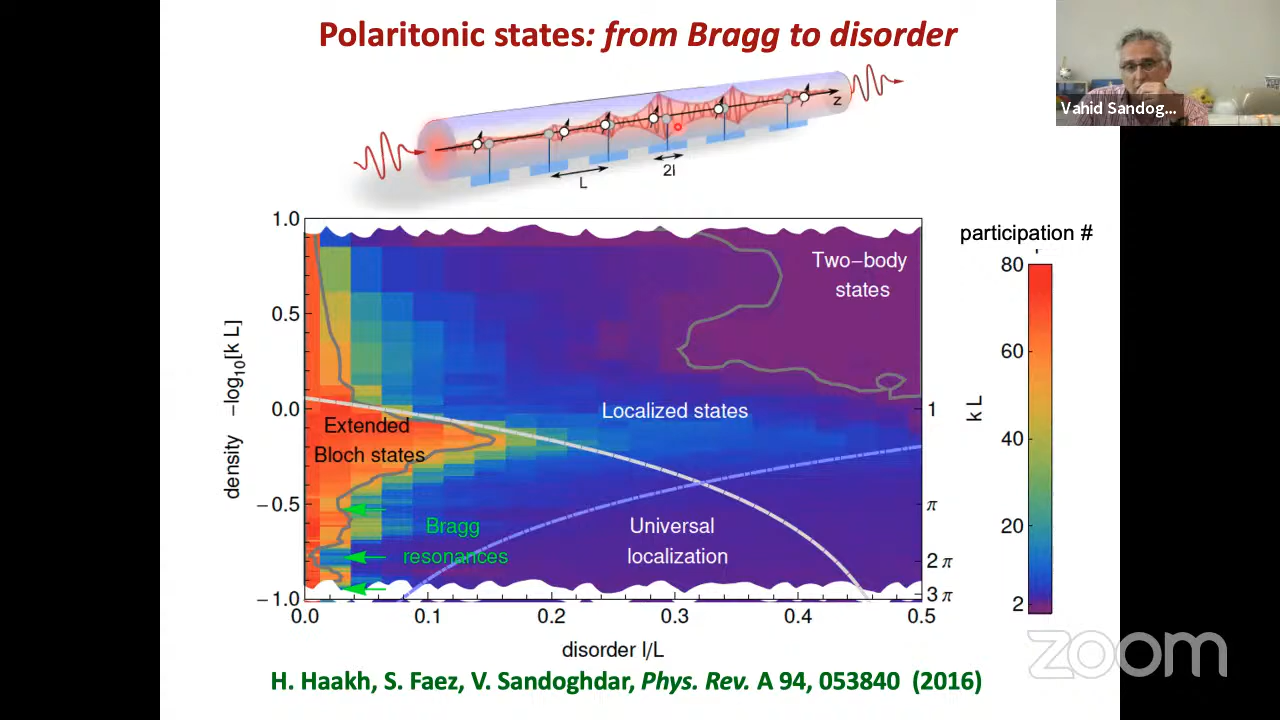 Polaritonic states: from Bragg to disorder
Vahid Sandog...
z
L
2l
participation #
1.0
0.5
0.0
−0.5
−1.0
density −log10[k L]
Two−body
states
Localized states
Extended
Bloch states
Bragg
resonances
Universal
localization
1
π
2 π
3 π
k L
80
60
40
20
2
0.0 0.1 0.2 0.3 0.4 0.5
disorder l/L
H. Haakh, S. Faez, V. Sandoghdar, Phys. Rev. A 94, 053840 (2016)
zoom